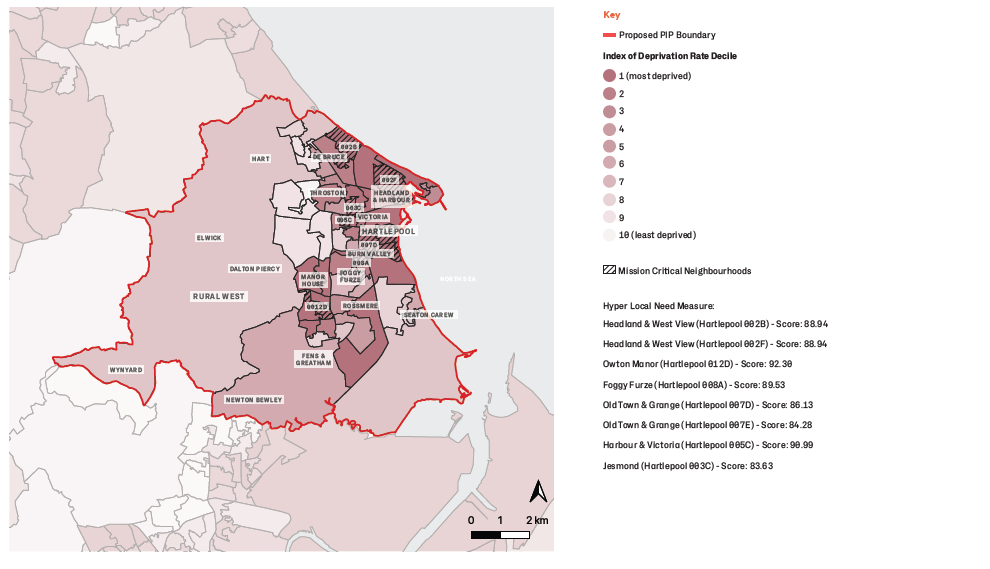 002B
DE BRUCE
HART
002F
THROSTON
HEADLAND
& HARBOUR
003C
VICTORIA
005C
HARTLEPOOL
ELWICK
007D
BURN VALLEY
008A
DALTON PIERCY
MANOR
HOUSE
FOGGY
FURZE
NORTH SEA
RURAL WEST
0012D
ROSSMERE
SEATON CAREW
FENS &
GREATHAM
WYNYARD
NEWTON BEWLEY
0 1 2 km
Key
Proposed PIP Boundary
Index of Deprivation Rate Decile
1 (most deprived)
2
3
4
5
6
7
8
9
10 (least deprived)
Mission Critical Neighbourhoods
Hyper Local Need Measure:
Headland & West View (Hartlepool 002B) - Score: 88.94
Headland & West View (Hartlepool 002F) - Score: 88.94
Owton Manor (Hartlepool 012D) - Score: 92.30
Foggy Furze (Hartlepool 008A) - Score: 89.53
Old Town & Grange (Hartlepool 007D) - Score: 86.13
Old Town & Grange (Hartlepool 007E) - Score: 84.28
Harbour & Victoria (Hartlepool 005C) - Score: 90.99
Jesmond (Hartlepool 003C) - Score: 83.63